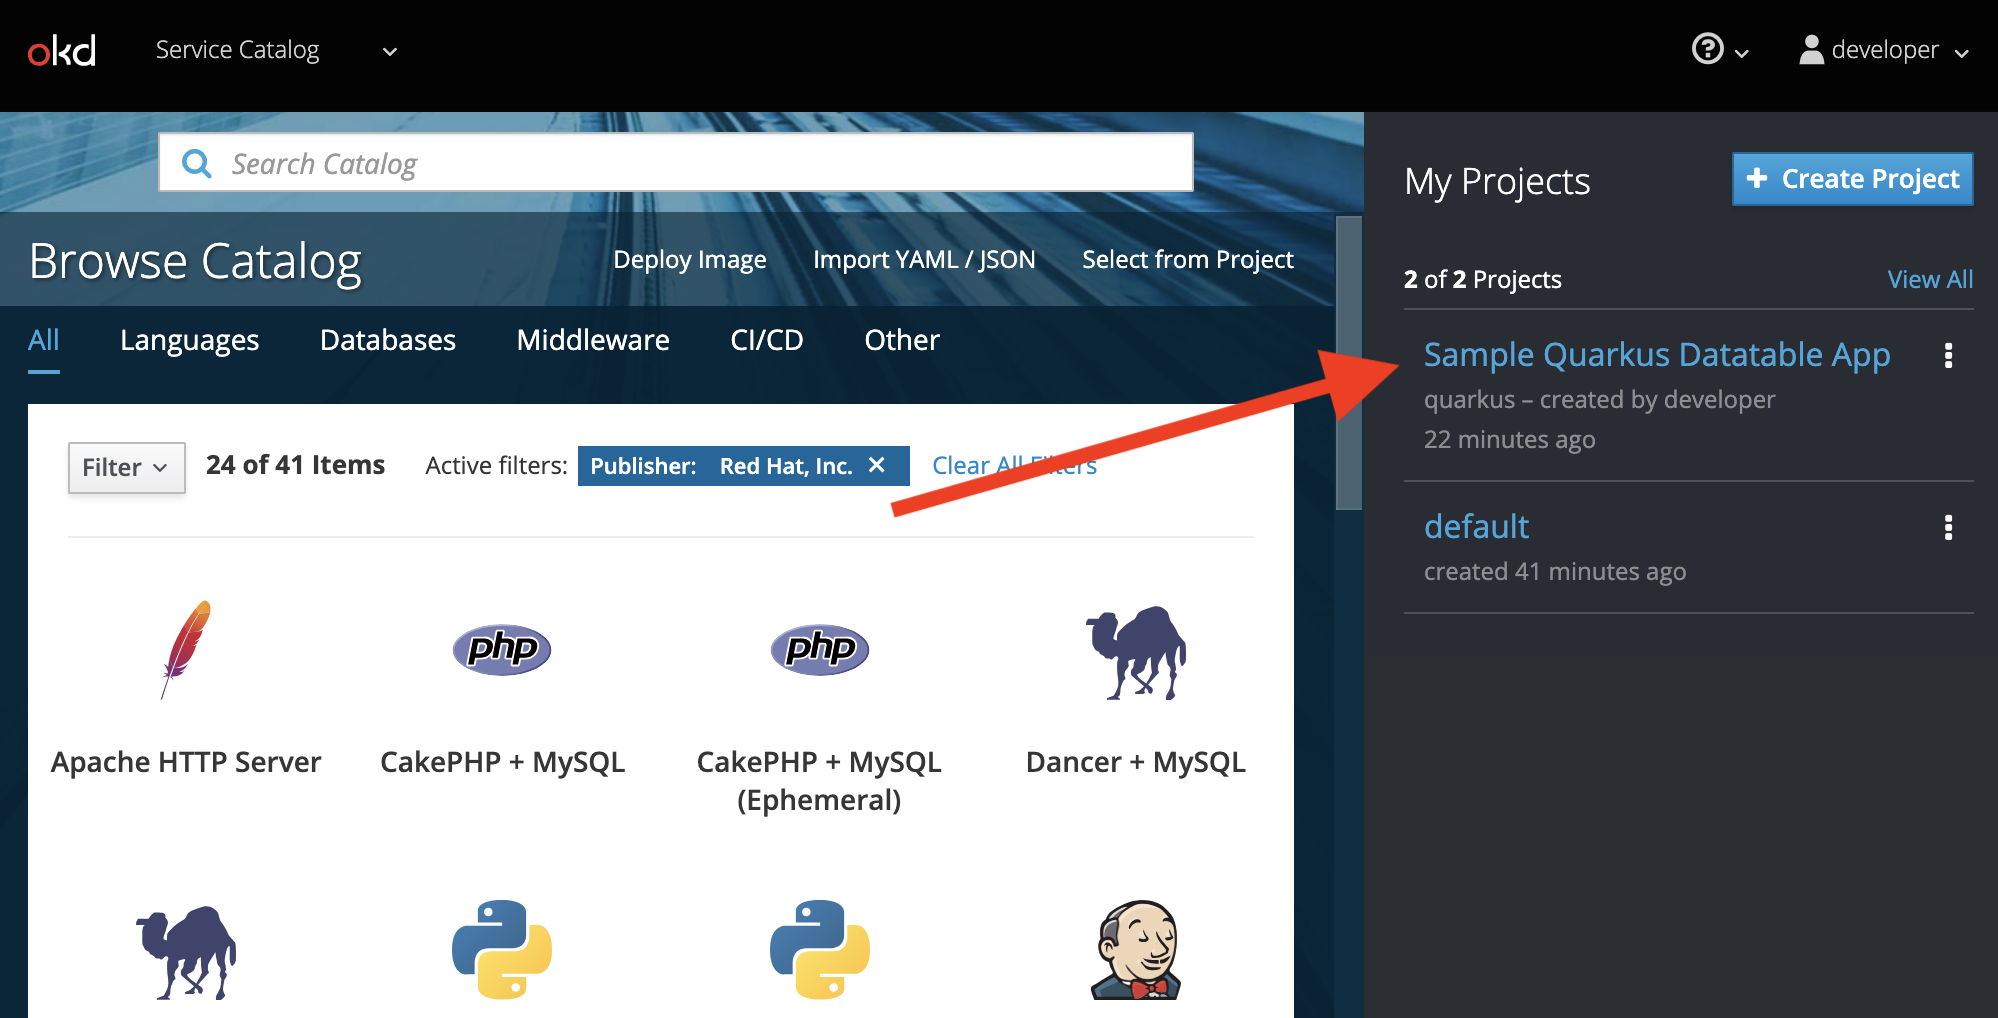 okd
Service Catalog
developer
Search Catalog
Browse Catalog
Deploy Image
Import YAML / JSON
Select from Project
All
Languages
Databases
Middleware
CI/CD
Other
Filter
24 of 41 Items
Active filters:
Publisher: Red Hat, Inc.
Clear All Filters
php
php
Apache HTTP Server
CakePHP + MySQL
CakePHP + MySQL
(Ephemeral)
Dancer + MySQL
My Projects
Create Project
2 of 2 Projects
View All
Sample Quarkus Datatable App
quarkus – created by developer
22 minutes ago
default
created 41 minutes ago